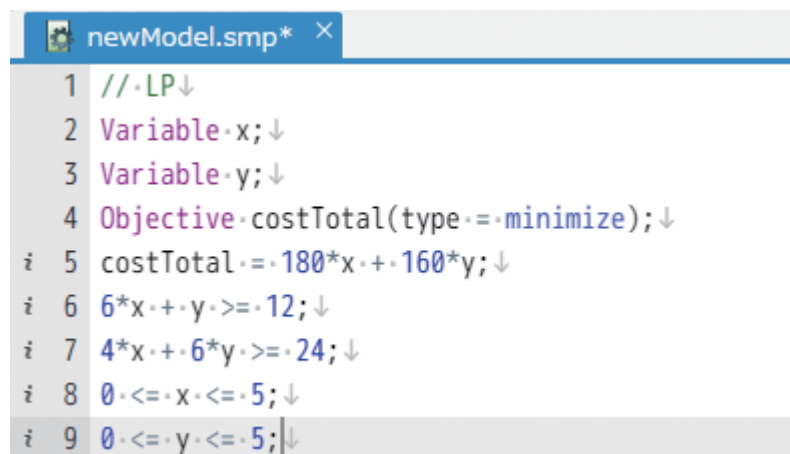 newModel.smp* ×
1 // LP↓
2 Variable x;↓
3 Variable y;↓
4 Objective costTotal(type = minimize);↓
i 5 costTotal = 180*x + 160*y;↓
i 6 6*x + y >= 12;↓
i 7 4*x + 6*y >= 24;↓
i 8 0 <= x <= 5;↓
i 9 0 <= y <= 5;↓